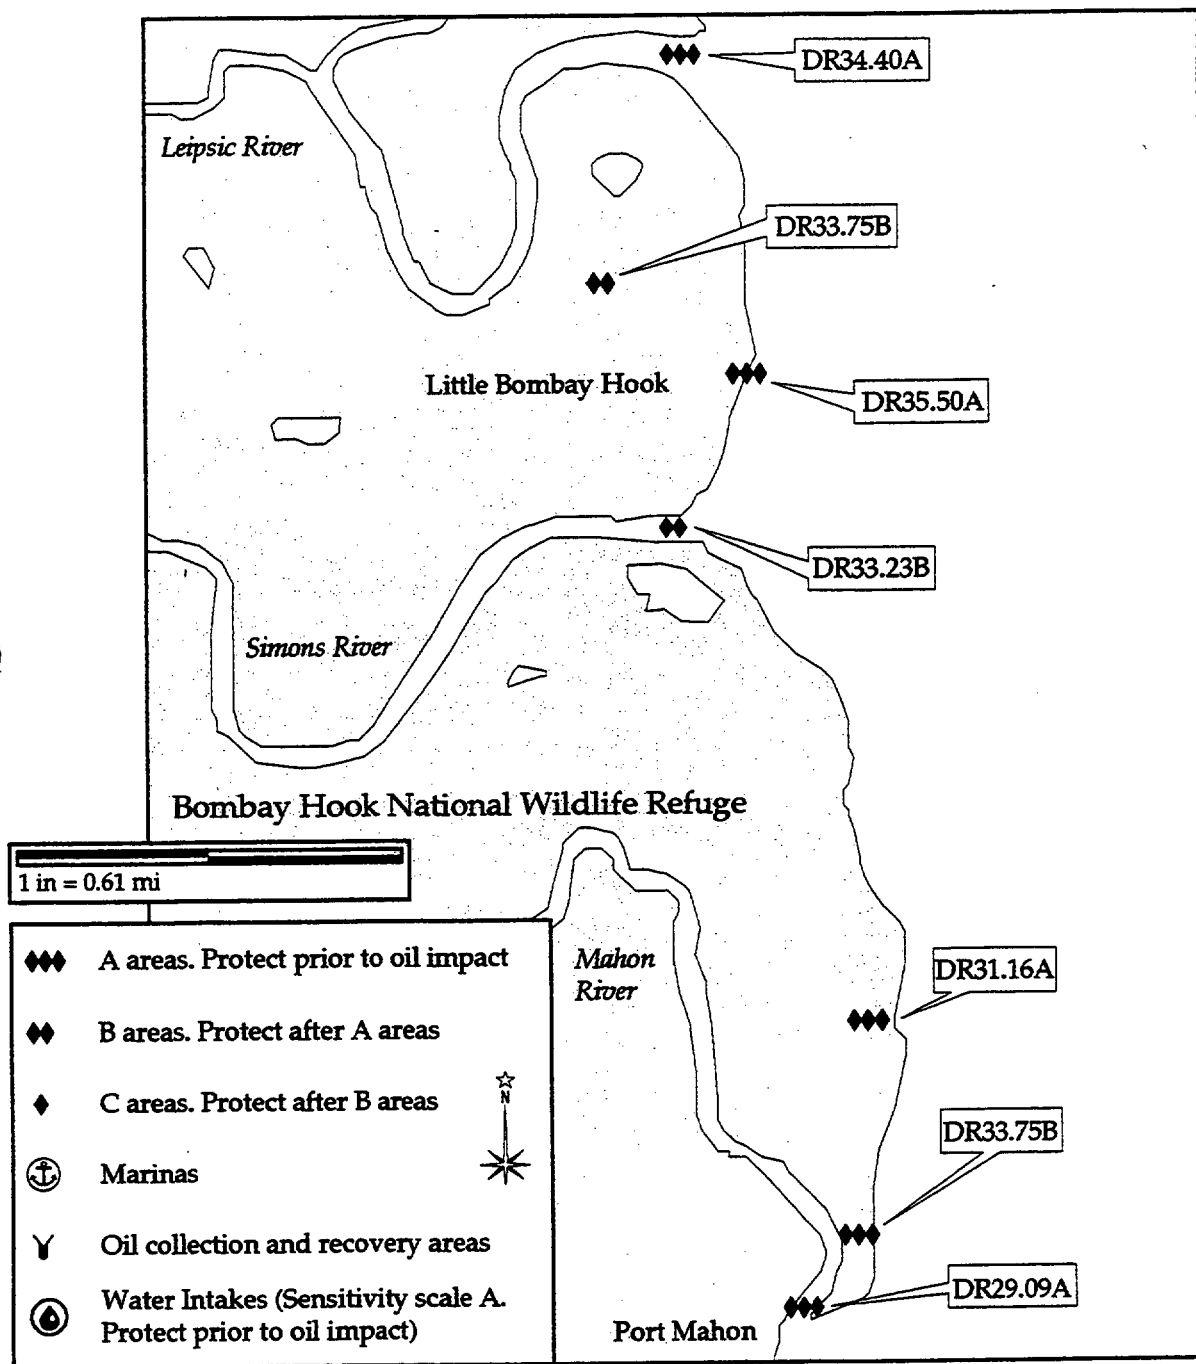 DR34.40A
Leipsic River
DR33.75B
Little Bombay Hook
DR35.50A
DR33.23B
Simons River
Bombay Hook National Wildlife Refuge
1 in = 0.61 mi
A areas. Protect prior to oil impact
B areas. Protect after A areas
C areas. Protect after B areas
N
Marinas
Oil collection and recovery areas
Water Intakes (Sensitivity scale A.
Protect prior to oil impact)
Mahon
River
DR31.16A
DR33.75B
DR29.09A
Port Mahon